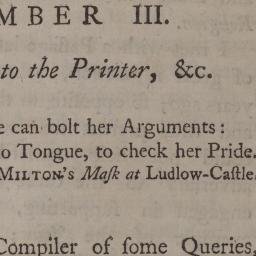 MBER III.
to the Printer, &c.
e can bolt her Arguments:
o Tongue, to check her Pride.
MILTON's Maſk at Ludlow-Caſtle.
Compiler of ſome Queries,